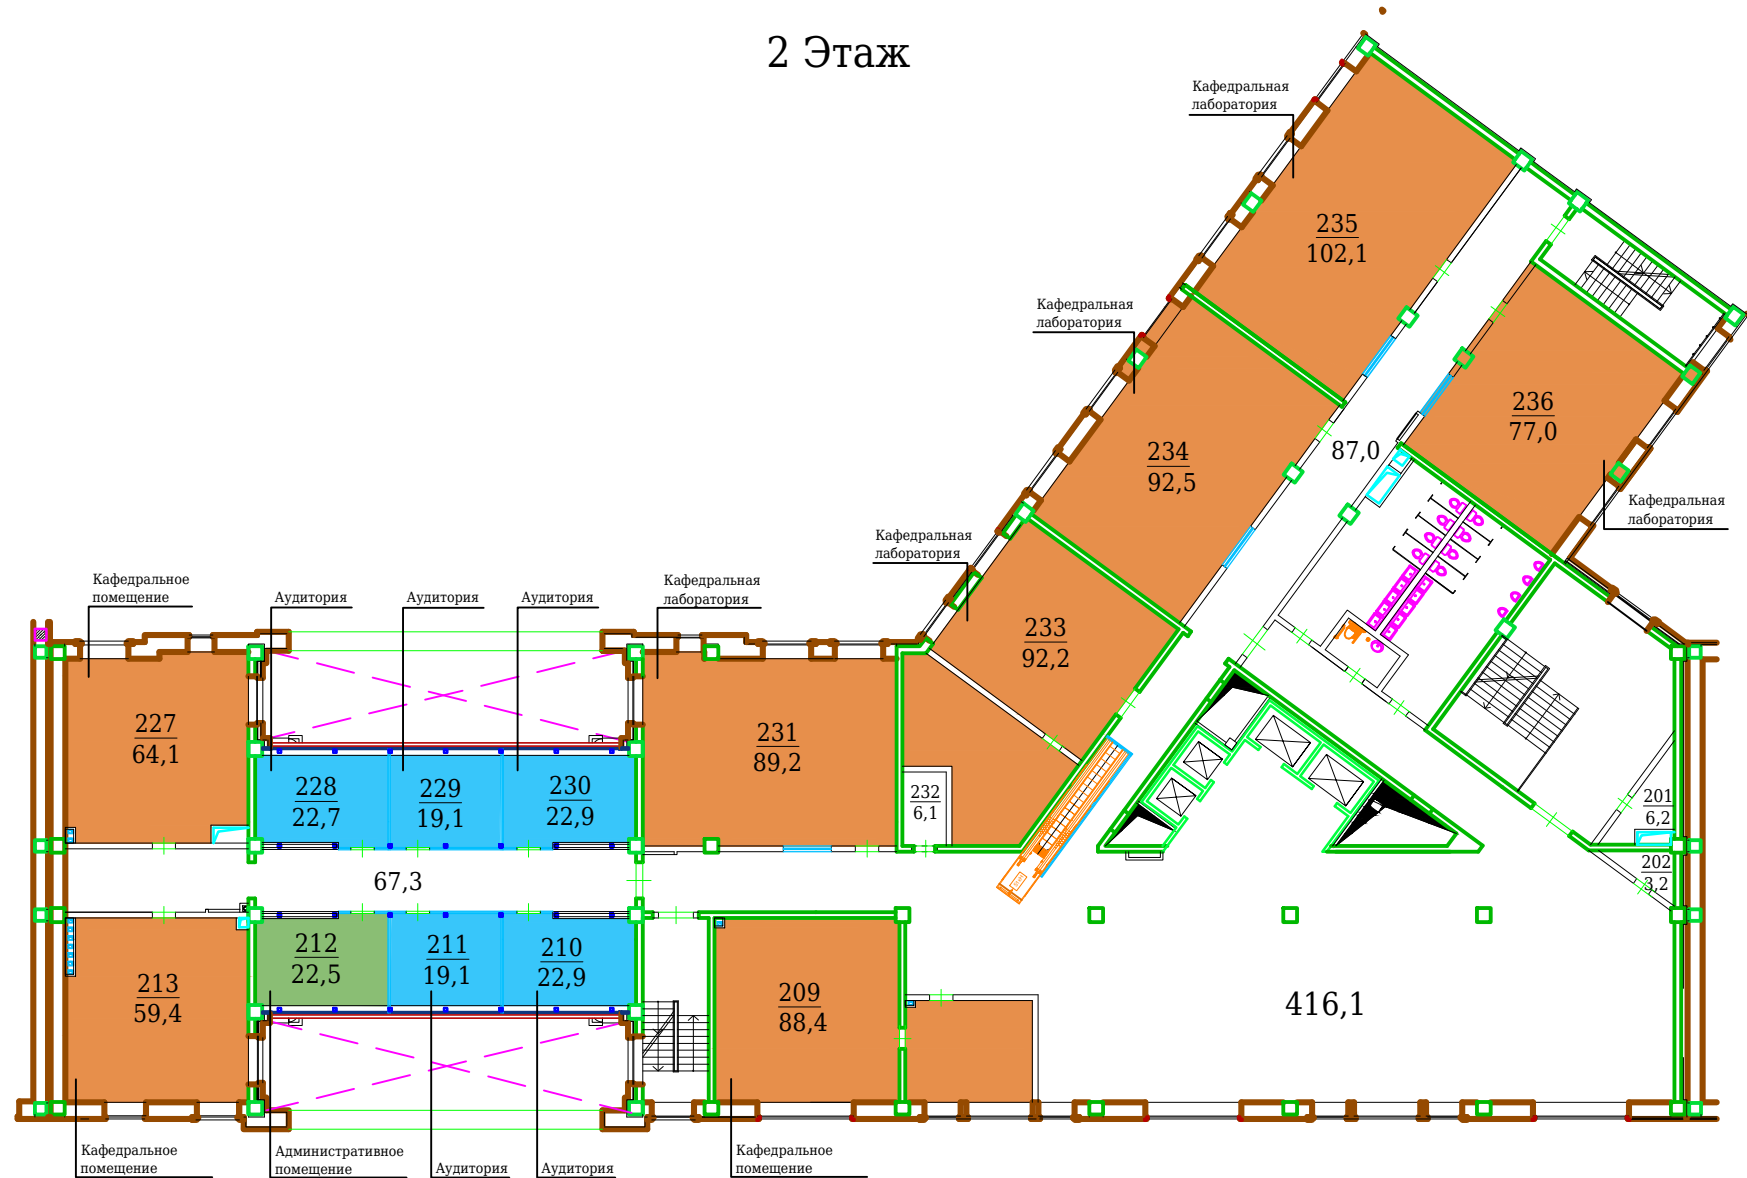 2 Этаж
Кафедральная
лаборатория
235
102,1
Кафедральная
лаборатория
236
77,0
234
92,5
87,0
Кафедральная
лаборатория
Кафедральная
лаборатория
Кафедральное
помещение
Аудитория
Аудитория
Аудитория
Кафедральная
лаборатория
233
92,2
227
64,1
231
89,2
228
22,7
229
19,1
230
22,9
232
6,1
201
6,2
202
3,2
67,3
212
22,5
211
19,1
210
22,9
213
59,4
209
88,4
416,1
Кафедральное
помещение
Административное
помещение
Аудитория
Аудитория
Кафедральное
помещение